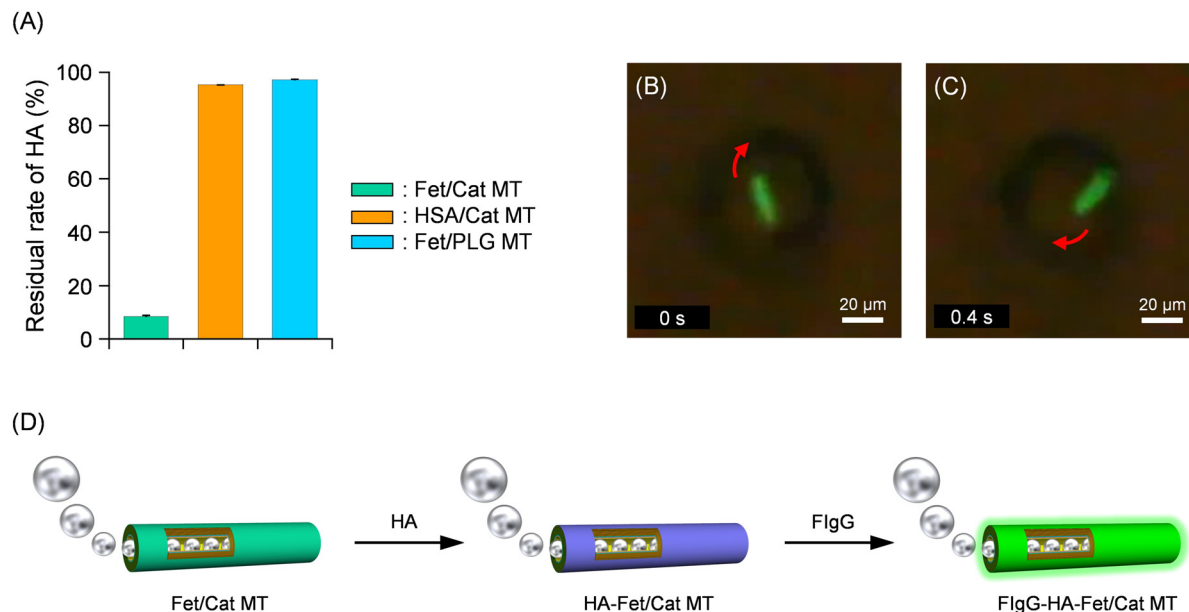 (A)
Residual rate of HA (%)
100
80
60
40
20
0
: Fet/Cat MT
: HSA/Cat MT
: Fet/PLG MT
(B)
0 s
20 μm
(C)
0.4 s
20 μm
(D)
HA
FIgG
Fet/Cat MT
HA-Fet/Cat MT
FIgG-HA-Fet/Cat MT